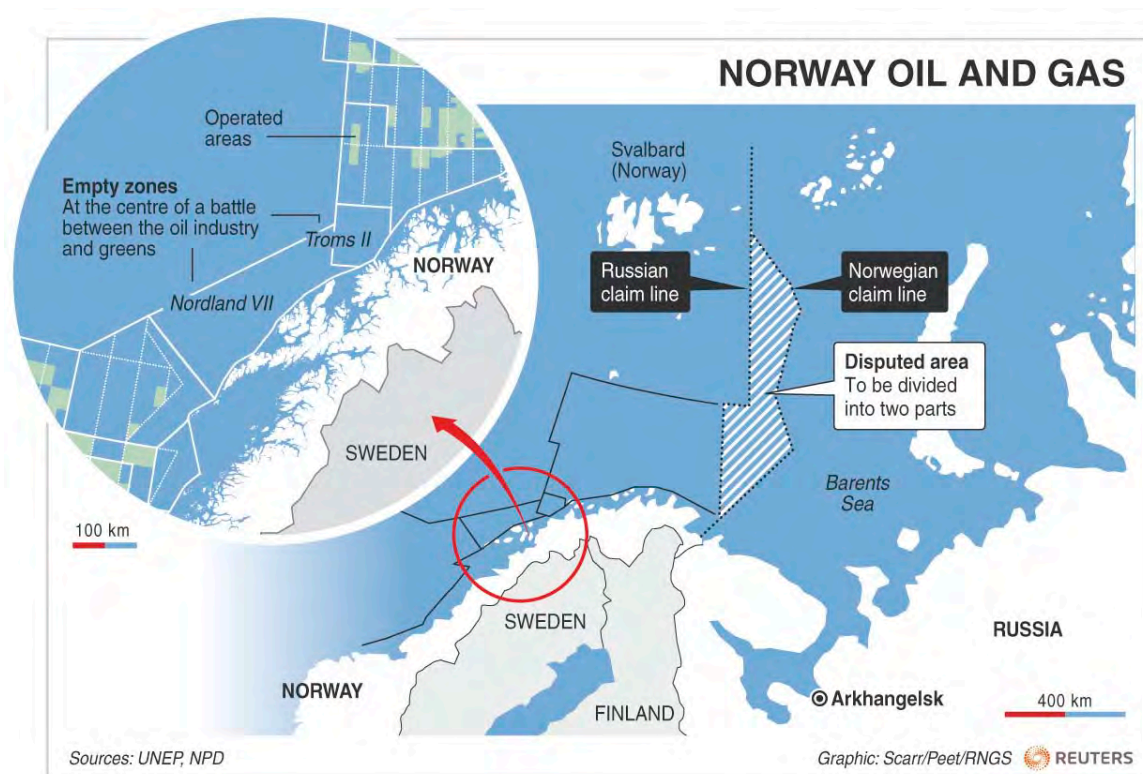 NORWAY OIL AND GAS
Operated
areas
Empty zones
At the centre of a battle
between the oil industry
and greens
Troms II
Nordland VII
NORWAY
SWEDEN
100 km
Svalbard
(Norway)
Russian
claim line
Norwegian
claim line
Disputed area
To be divided
into two parts
Barents
Sea
SWEDEN
NORWAY
FINLAND
RUSSIA
Arkhangelsk
400 km
Sources: UNEP, NPD
Graphic: Scarr/Peet/RNGS REUTERS